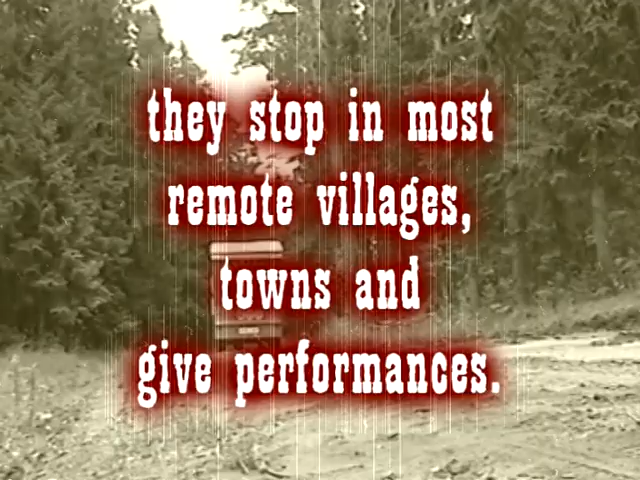 they stop in most
remote villages,
towns and
give performances.